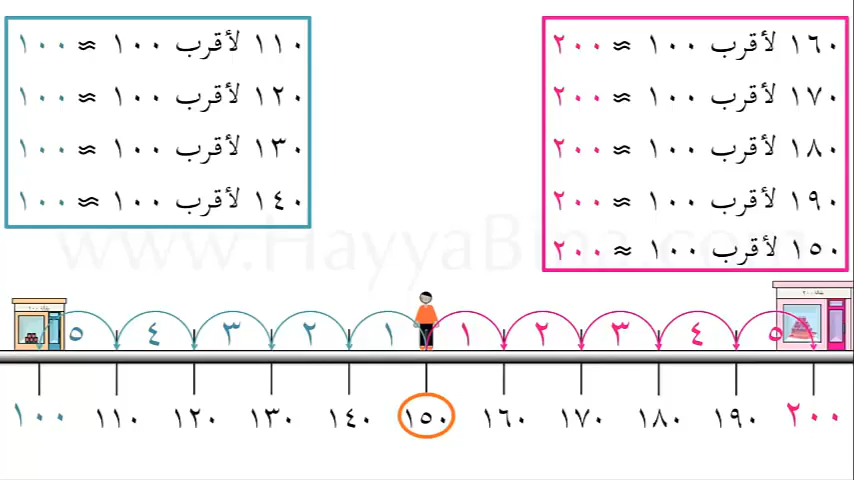 ١٦٠ لأقرب ١٠٠ ≈ ٢٠٠
١٧٠ لأقرب ١٠٠ ≈ ٢٠٠
١٨٠ لأقرب ١٠٠ ≈ ٢٠٠
١٩٠ لأقرب ١٠٠ ≈ ٢٠٠
١٥٠ لأقرب ١٠٠ ≈ ٢٠٠
١١٠ لأقرب ١٠٠ ≈ ١٠٠
١٢٠ لأقرب ١٠٠ ≈ ١٠٠
١٣٠ لأقرب ١٠٠ ≈ ١٠٠
١٤٠ لأقرب ١٠٠ ≈ ١٠٠
www.HayyaBina.com
٥ ٤ ٣ ٢ ١ ١ ٢ ٣ ٤ ٥
١٠٠ ١١٠ ١٢٠ ١٣٠ ١٤٠ ١٥٠ ١٦٠ ١٧٠ ١٨٠ ١٩٠ ٢٠٠